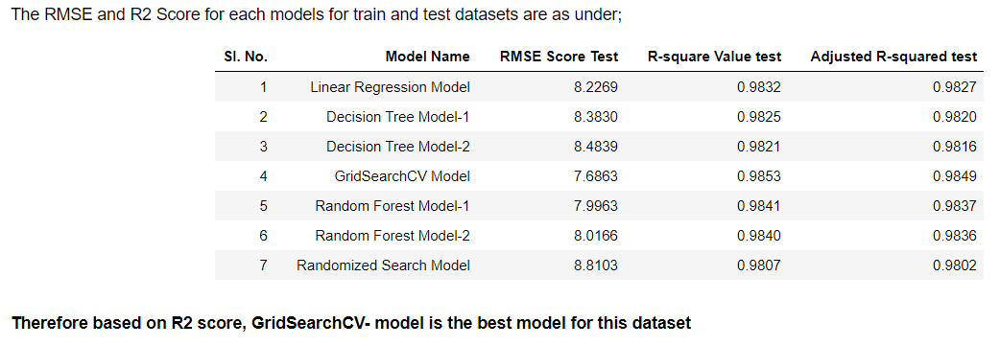 The RMSE and R2 Score for each models for train and test datasets are as under;
Sl. No. Model Name RMSE Score Test R-square Value test Adjusted R-squared test
1 Linear Regression Model 8.2269 0.9832 0.9827
2 Decision Tree Model-1 8.3830 0.9825 0.9820
3 Decision Tree Model-2 8.4839 0.9821 0.9816
4 GridSearchCV Model 7.6863 0.9853 0.9849
5 Random Forest Model-1 7.9963 0.9841 0.9837
6 Random Forest Model-2 8.0166 0.9840 0.9836
7 Randomized Search Model 8.8103 0.9807 0.9802
Therefore based on R2 score, GridSearchCV- model is the best model for this dataset